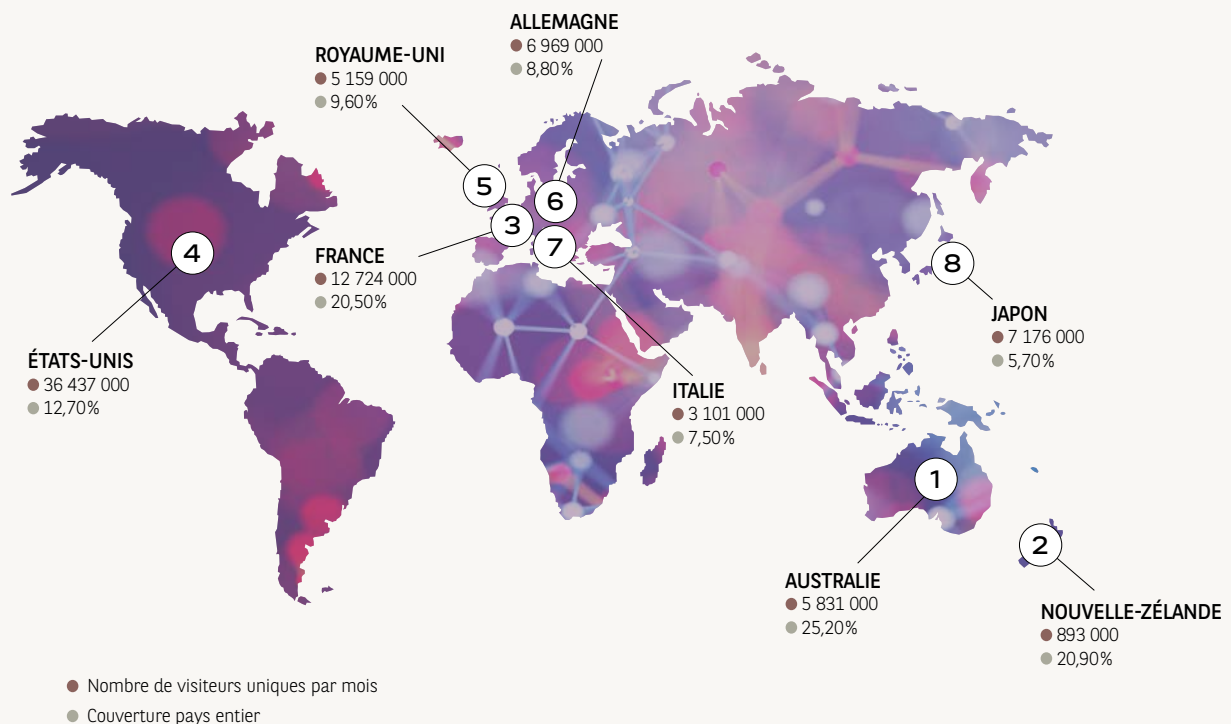 ALLEMAGNE
6 969 000
8,80%
ROYAUME-UNI
5 159 000
9,60%
5
6
3
7
4
8
FRANCE
12 724 000
20,50%
JAPON
7 176 000
5,70%
ÉTATS-UNIS
36 437 000
12,70%
ITALIE
3 101 000
7,50%
1
2
AUSTRALIE
5 831 000
25,20%
NOUVELLE-ZÉLANDE
893 000
20,90%
Nombre de visiteurs uniques par mois
Couverture pays entier